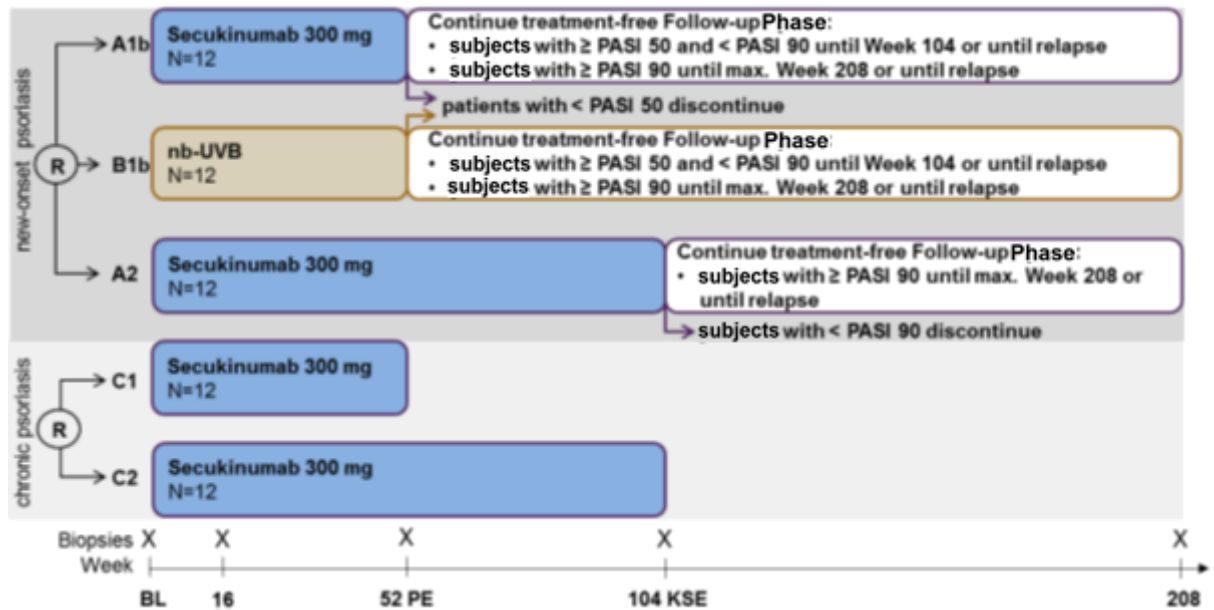 new-onset psoriasis
R
A1b
Secukinumab 300 mg
N=12
Continue treatment-free Follow-up Phase:
• subjects with ≥ PASI 50 and < PASI 90 until Week 104 or until relapse
• subjects with ≥ PASI 90 until max. Week 208 or until relapse
patients with < PASI 50 discontinue
B1b
nb-UVB
N=12
Continue treatment-free Follow-up Phase:
• subjects with ≥ PASI 50 and < PASI 90 until Week 104 or until relapse
• subjects with ≥ PASI 90 until max. Week 208 or until relapse
A2
Secukinumab 300 mg
N=12
Continue treatment-free Follow-up Phase:
• subjects with ≥ PASI 90 until max. Week 208 or
until relapse
subjects with < PASI 90 discontinue
chronic psoriasis
R
C1
Secukinumab 300 mg
N=12
C2
Secukinumab 300 mg
N=12
Biopsies X X X X X
Week
BL 16 52 PE 104 KSE 208